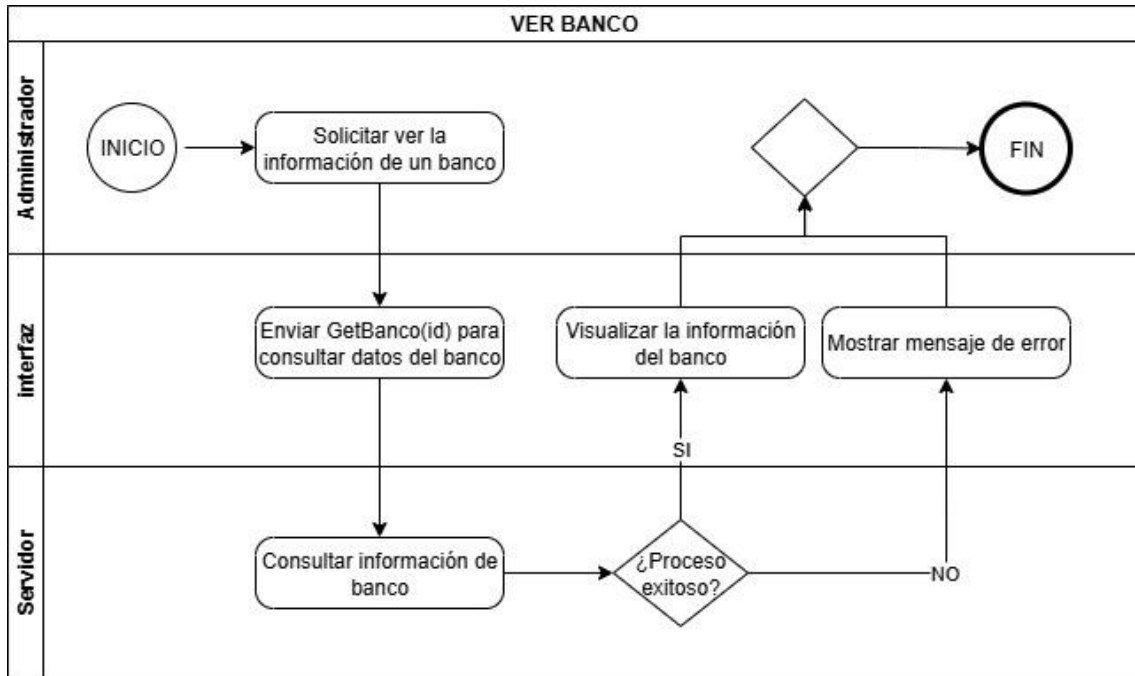 VER BANCO
Administrador
INICIO
Solicitar ver la
información de un banco
FIN
interfaz
Enviar GetBanco(id) para
consultar datos del banco
Visualizar la información
del banco
Mostrar mensaje de error
SI
Servidor
Consultar información de
banco
¿Proceso
exitoso?
NO